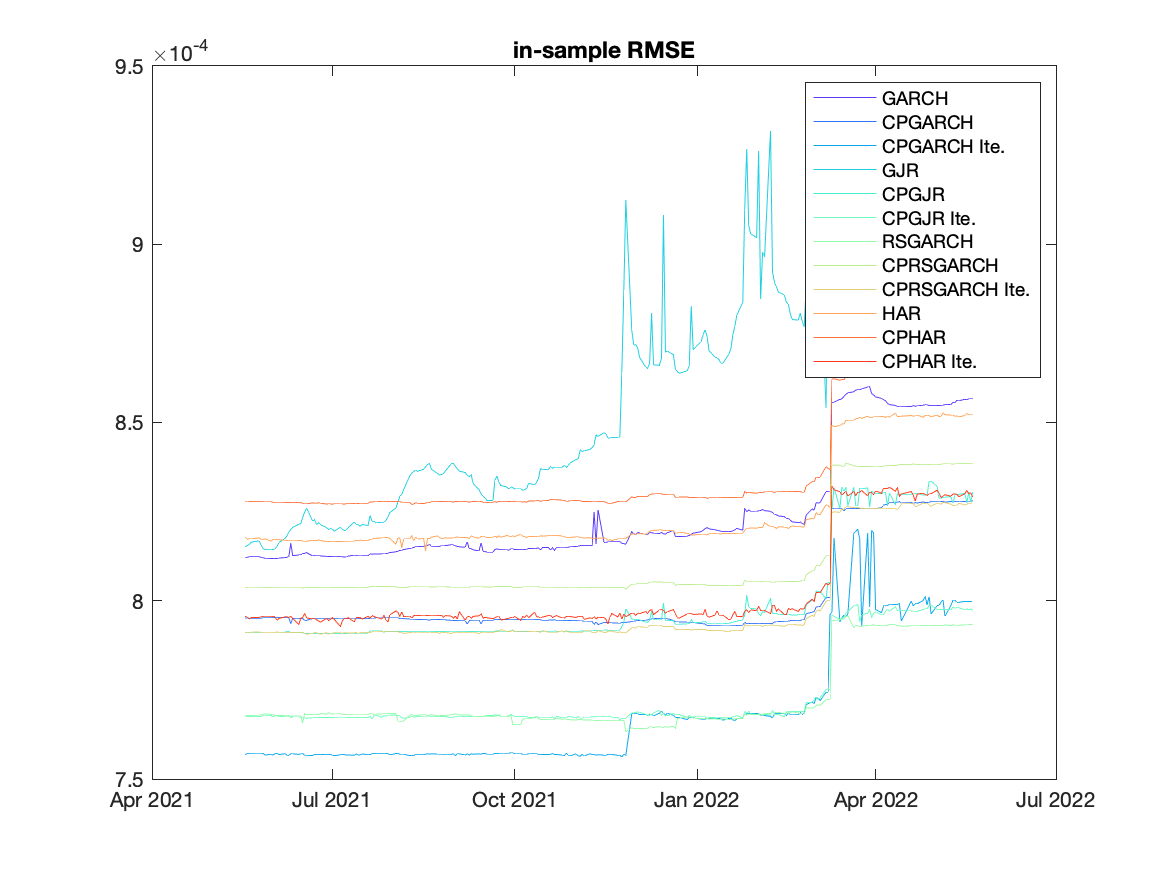 in-sample RMSE
×10-4
9.5
9
8.5
8
7.5
Apr 2021
Jul 2021
Oct 2021
Jan 2022
Apr 2022
Jul 2022
GARCH
CPGARCH
CPGARCH Ite.
GJR
CPGJR
CPGJR Ite.
RSGARCH
CPRSGARCH
CPRSGARCH Ite.
HAR
CPHAR
CPHAR Ite.